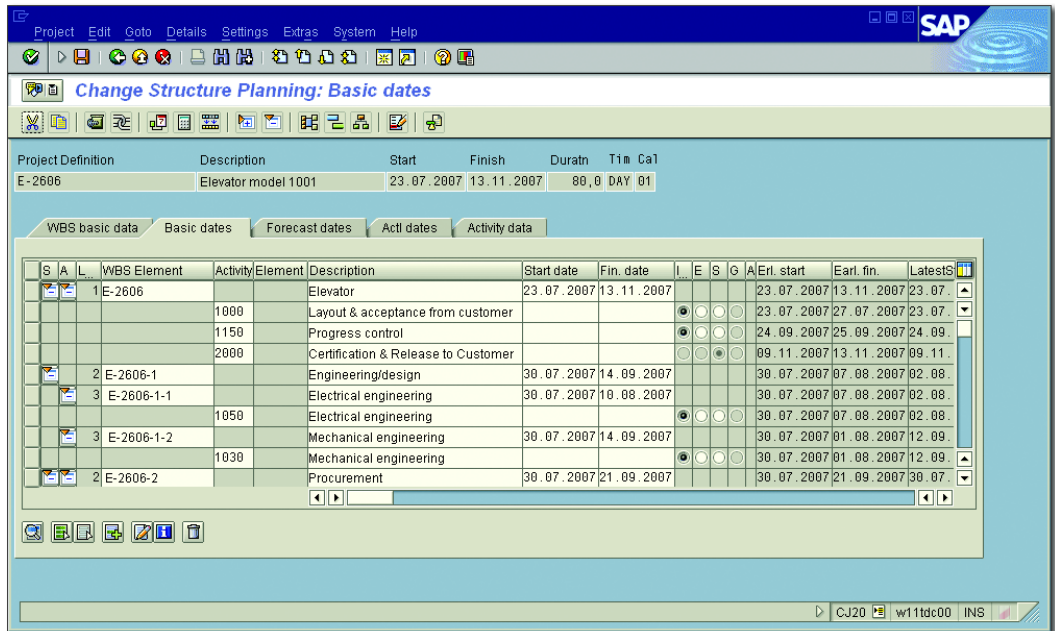 Project Edit Goto Details Settings Extras System Help
SAP
Change Structure Planning: Basic dates
Project Definition Description Start Finish Duratn Tim Cal
E-2606 Elevator model 1001 23.07.2007 13.11.2007 80,0 DAY 01
WBS basic data Basic dates Forecast dates Actl dates Activity data
S A L... WBS Element Activity Element Description Start date Fin. date I... E S G A Erl. start Earl. fin. LatestS
1 E-2606 Elevator 23.07.2007 13.11.2007 23.07.2007 13.11.2007 23.07.
1000 Layout & acceptance from customer 23.07.2007 27.07.2007 23.07.
1150 Progress control 24.09.2007 25.09.2007 24.09.
2000 Certification & Release to Customer 09.11.2007 13.11.2007 09.11.
2 E-2606-1 Engineering/design 30.07.2007 14.09.2007 30.07.2007 07.08.2007 02.08.
3 E-2606-1-1 Electrical engineering 30.07.2007 10.08.2007 30.07.2007 07.08.2007 02.08.
1050 Electrical engineering 30.07.2007 07.08.2007 02.08.
3 E-2606-1-2 Mechanical engineering 30.07.2007 14.09.2007 30.07.2007 01.08.2007 12.09.
1030 Mechanical engineering 30.07.2007 01.08.2007 12.09.
2 E-2606-2 Procurement 30.07.2007 21.09.2007 30.07.2007 21.09.2007 30.07.
CJ20 w11tdc00 INS